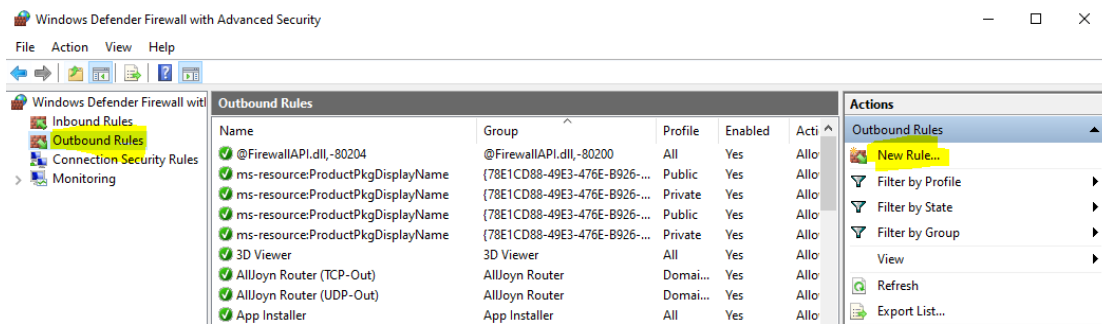 Windows Defender Firewall with Advanced Security
File Action View Help
Windows Defender Firewall witl
Inbound Rules
Outbound Rules
Connection Security Rules
Monitoring
Outbound Rules
Name Group Profile Enabled Acti
@FirewallAPI.dll,-80204 @FirewallAPI.dll,-80200 All Yes Allo
ms-resource:ProductPkgDisplayName {78E1CD88-49E3-476E-B926-... Public Yes Allo
ms-resource:ProductPkgDisplayName {78E1CD88-49E3-476E-B926-... Private Yes Allo
ms-resource:ProductPkgDisplayName {78E1CD88-49E3-476E-B926-... Public Yes Allo
ms-resource:ProductPkgDisplayName {78E1CD88-49E3-476E-B926-... Private Yes Allo
3D Viewer 3D Viewer All Yes Allo
AllJoyn Router (TCP-Out) AllJoyn Router Domai... Yes Allo
AllJoyn Router (UDP-Out) AllJoyn Router Domai... Yes Allo
App Installer App Installer All Yes Allo
Actions
Outbound Rules
New Rule...
Filter by Profile
Filter by State
Filter by Group
View
Refresh
Export List...